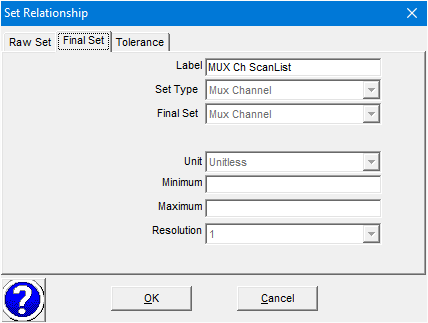 Set Relationship
Raw Set Final Set Tolerance
Label MUX Ch ScanList
Set Type Mux Channel
Final Set Mux Channel
Unit Unitless
Minimum
Maximum
Resolution 1
? OK Cancel